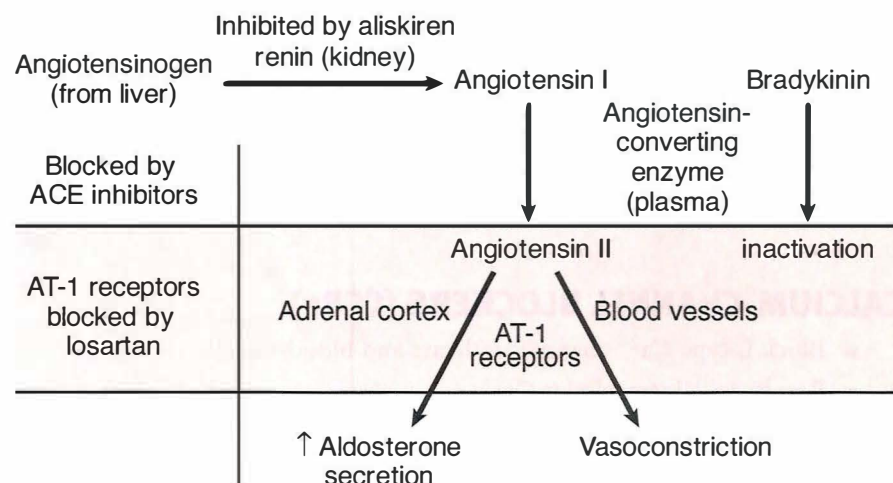 Inhibited by aliskiren
renin (kidney)
Angiotensinogen
(from liver)
Angiotensin I
Bradykinin
Angiotensin-
converting
enzyme
(plasma)
Blocked by
ACE inhibitors
Angiotensin II
inactivation
AT-1 receptors
blocked by
losartan
Adrenal cortex
AT-1
receptors
Blood vessels
↑ Aldosterone
secretion
Vasoconstriction